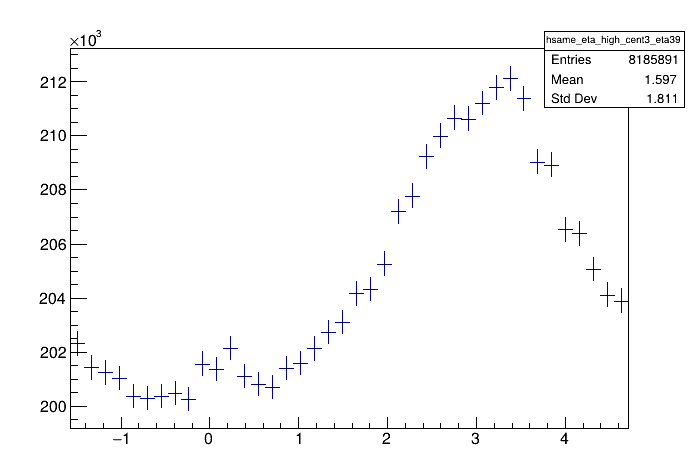 ×10³
hsame_eta_high_cent3_eta39
Entries 8185891
Mean 1.597
Std Dev 1.811
212
210
208
206
204
202
200
−1 0 1 2 3 4